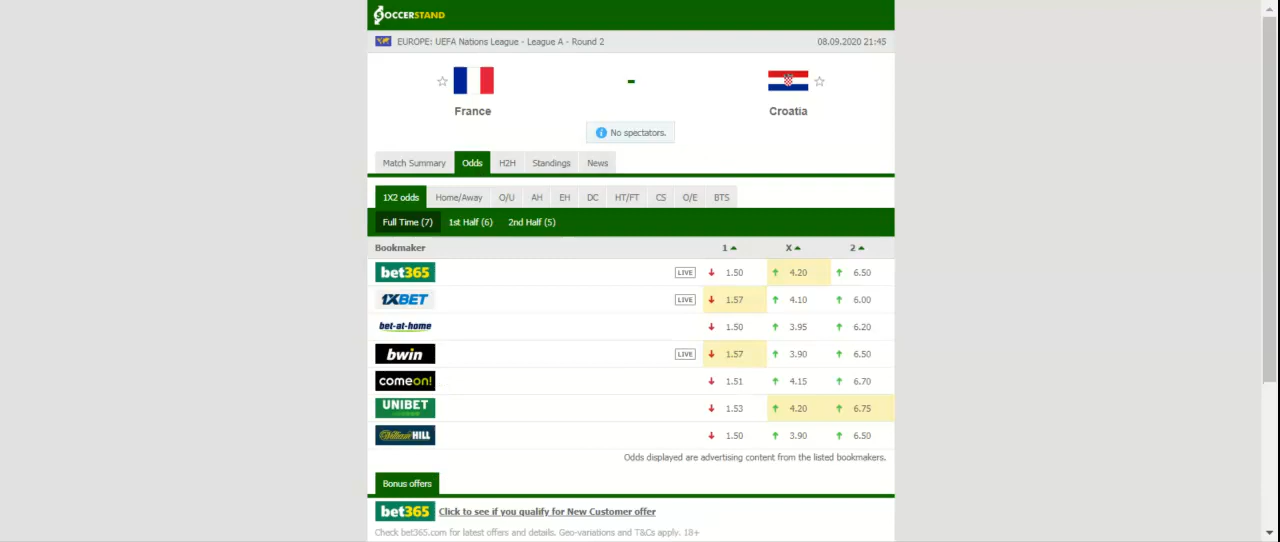 SOCCERSTAND
EUROPE: UEFA Nations League - League A - Round 2 08.09.2020 21:45
-
France Croatia
No spectators.
Match Summary Odds H2H Standings News
1X2 odds Home/Away O/U AH EH DC HT/FT CS O/E BTS
Full Time (7) 1st Half (6) 2nd Half (5)
Bookmaker 1 X 2
bet365 LIVE 1.50 4.20 6.50
1XBET LIVE 1.57 4.10 6.00
bet-at-home 1.50 3.95 6.20
bwin LIVE 1.57 3.90 6.50
comeon! 1.51 4.15 6.70
UNIBET 1.53 4.20 6.75
William HILL 1.50 3.90 6.50
Odds displayed are advertising content from the listed bookmakers.
Bonus offers
bet365 Click to see if you qualify for New Customer offer
Check bet365.com for latest offers and details. Geo-variations and T&Cs apply. 18+